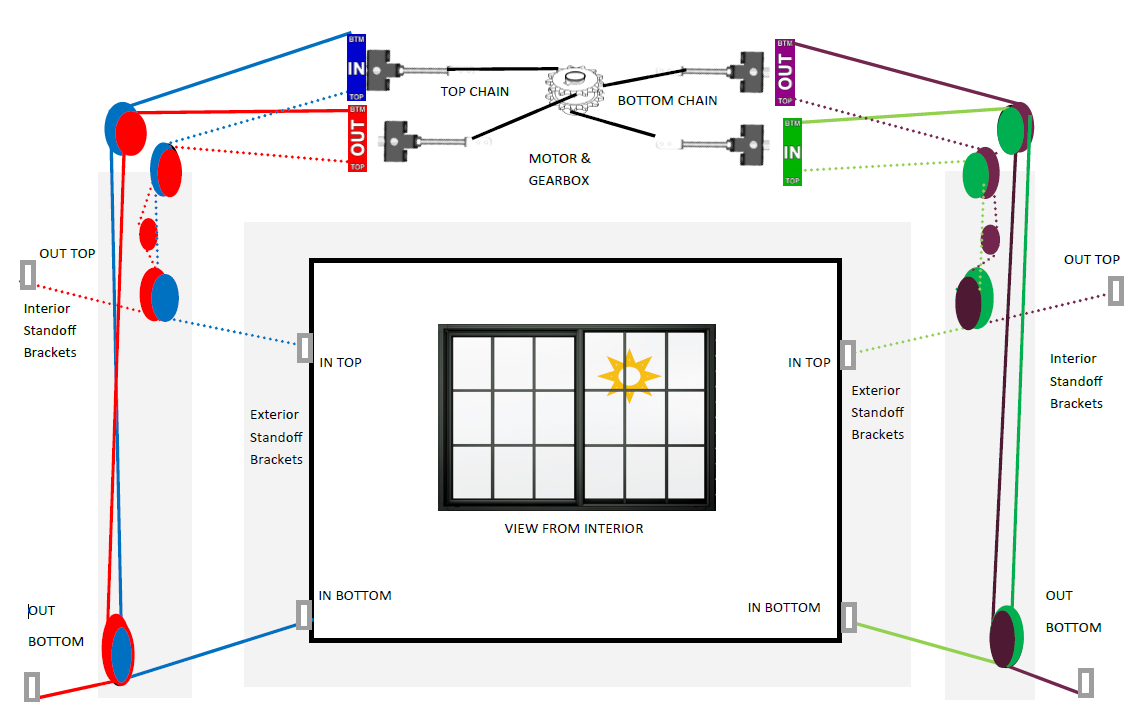 BTM
IN
TOP
BTM
OUT
TOP
TOP CHAIN
BOTTOM CHAIN
MOTOR &
GEARBOX
BTM
OUT
TOP
BTM
IN
TOP
OUT TOP
Interior
Standoff
Brackets
OUT TOP
Interior
Standoff
Brackets
IN TOP
IN TOP
Exterior
Standoff
Brackets
Exterior
Standoff
Brackets
VIEW FROM INTERIOR
IN BOTTOM
IN BOTTOM
OUT
BOTTOM
OUT
BOTTOM